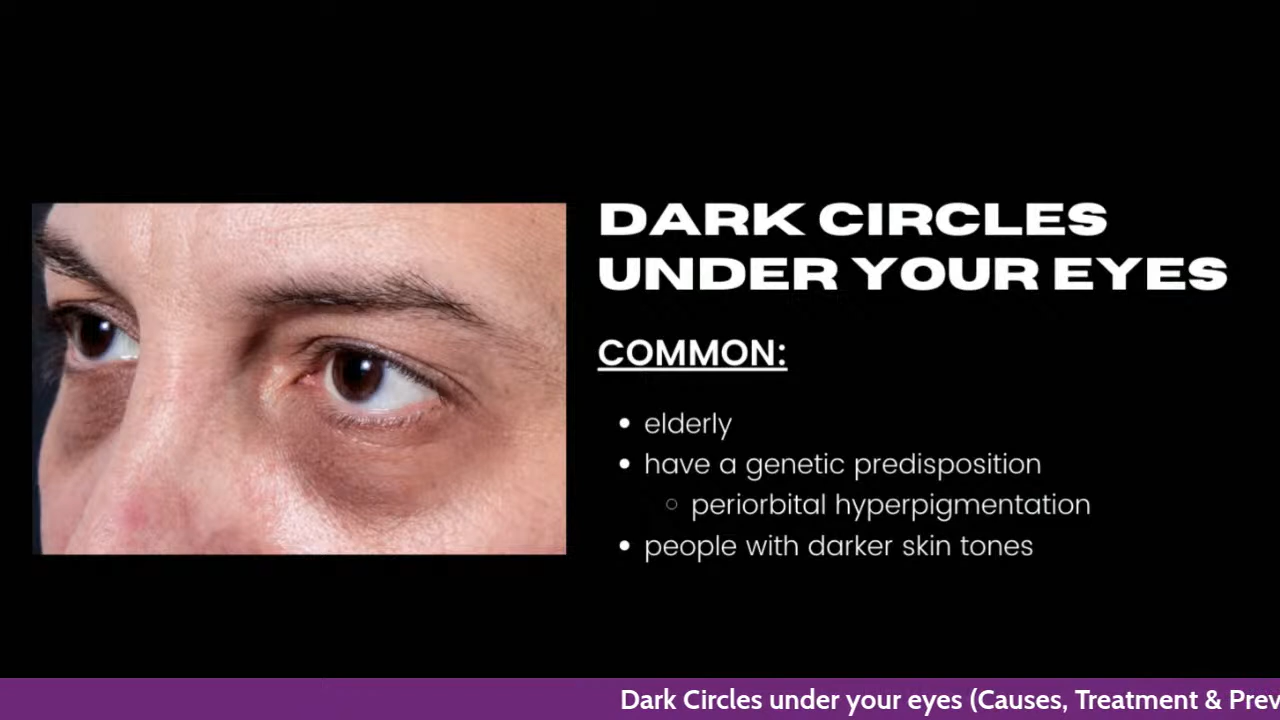 DARK CIRCLES
UNDER YOUR EYES
COMMON:
elderly
have a genetic predisposition
periorbital hyperpigmentation
people with darker skin tones
Dark Circles under your eyes (Causes, Treatment & Prev